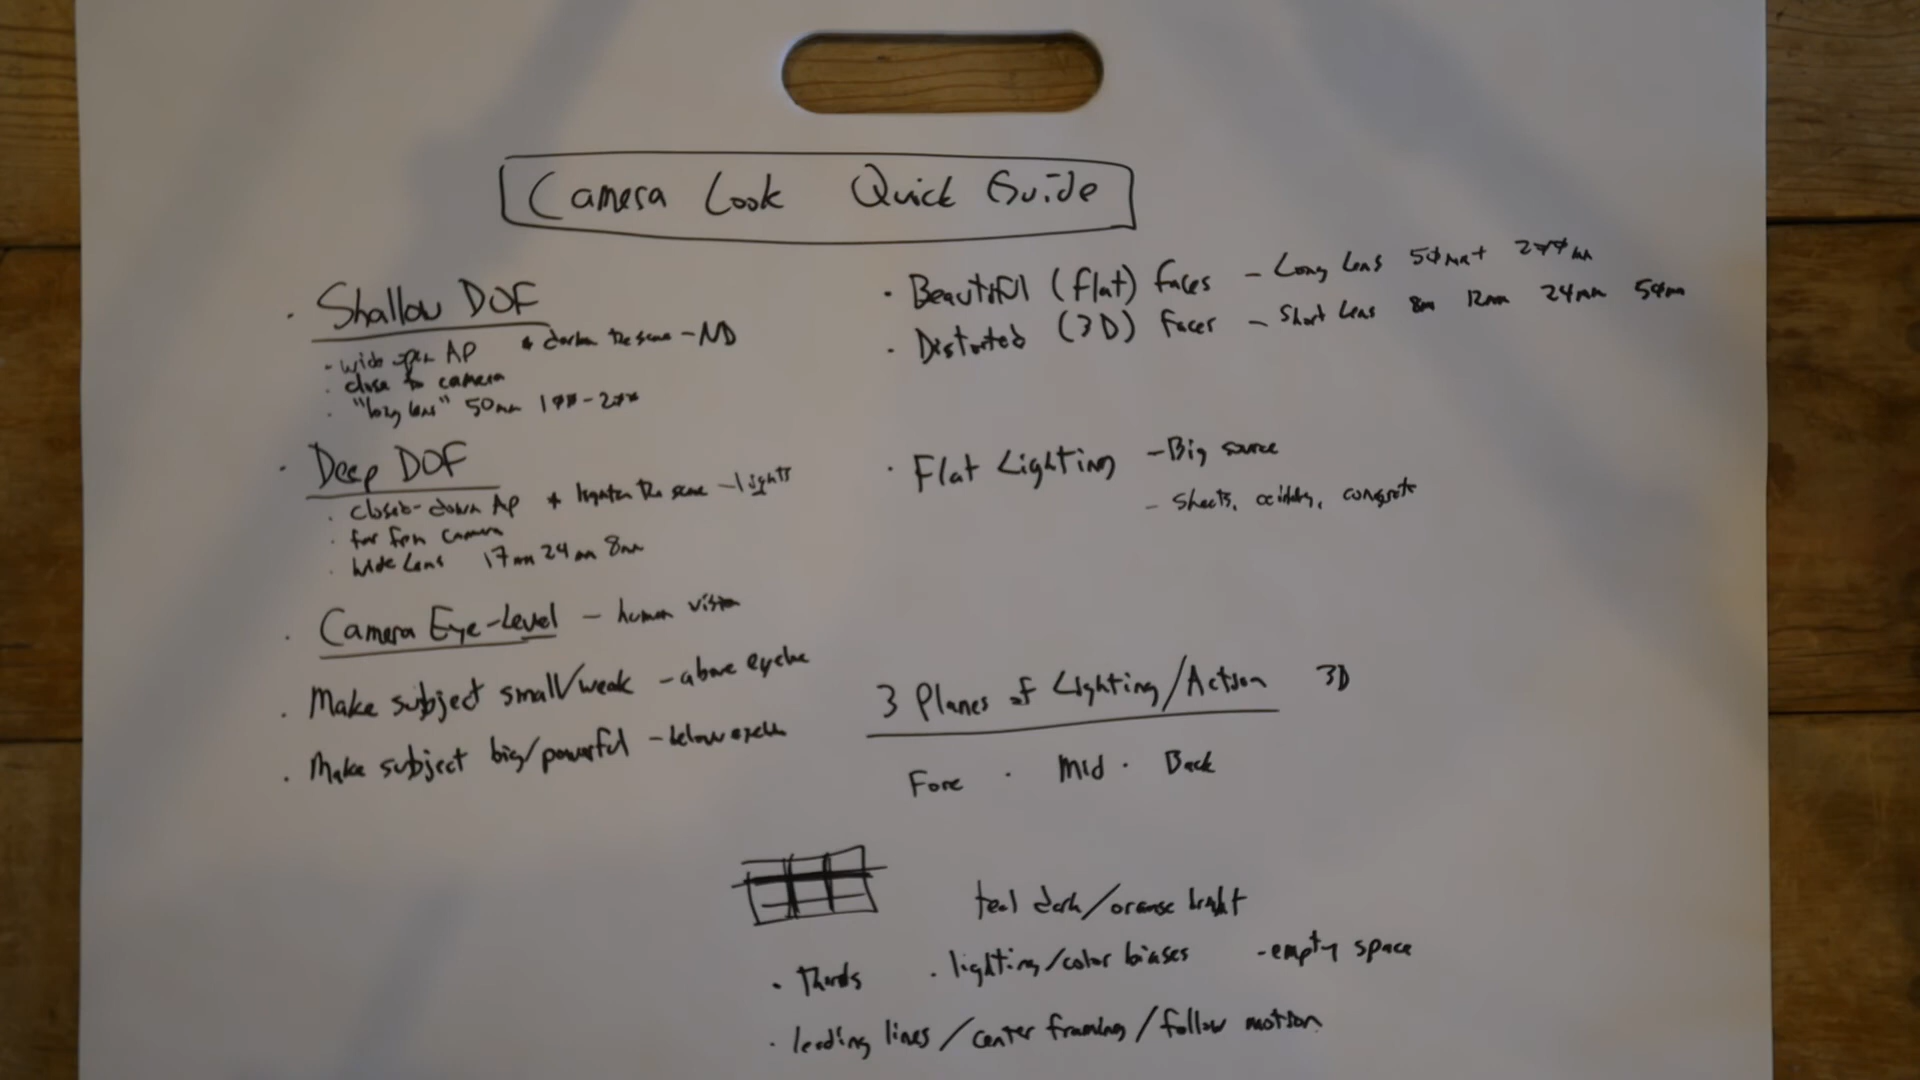 Camera Look Quick Guide
· Shallow DOF
· wide open AP * darken the scene - ND
· close to camera
· "long lens" 50mm 100-200
· Deep DOF
· closed-down AP * lighten the scene - lights
· far from camera
· wide lens 17mm 24mm 8mm
· Camera Eye-Level - human vision
· Make subject small/weak - above eyeline
· Make subject big/powerful - below eyeline
· Beautiful (flat) faces - Long Lens 50mm+ 200mm
· Distorted (3D) faces - Short lens 8mm 12mm 24mm 50mm
· Flat Lighting - Big source
- sheets, concrete
3 Planes of Lighting/Action 3D
Fore · Mid · Back
teal dark/orange bright
· Thirds · lighting/color biases - empty space
· leading lines/center framing/follow motion